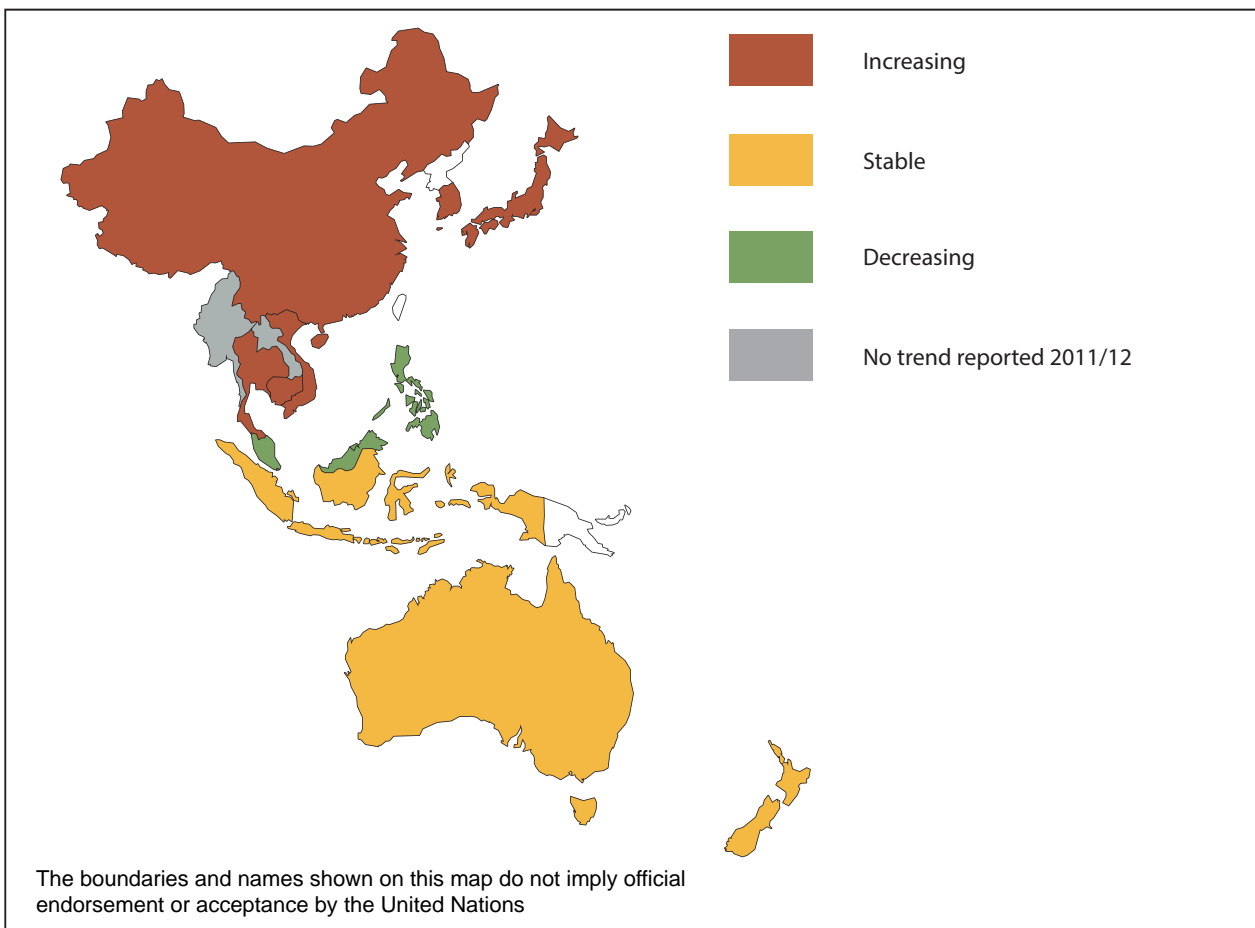 Increasing
Stable
Decreasing
No trend reported 2011/12
The boundaries and names shown on this map do not imply official
endorsement or acceptance by the United Nations